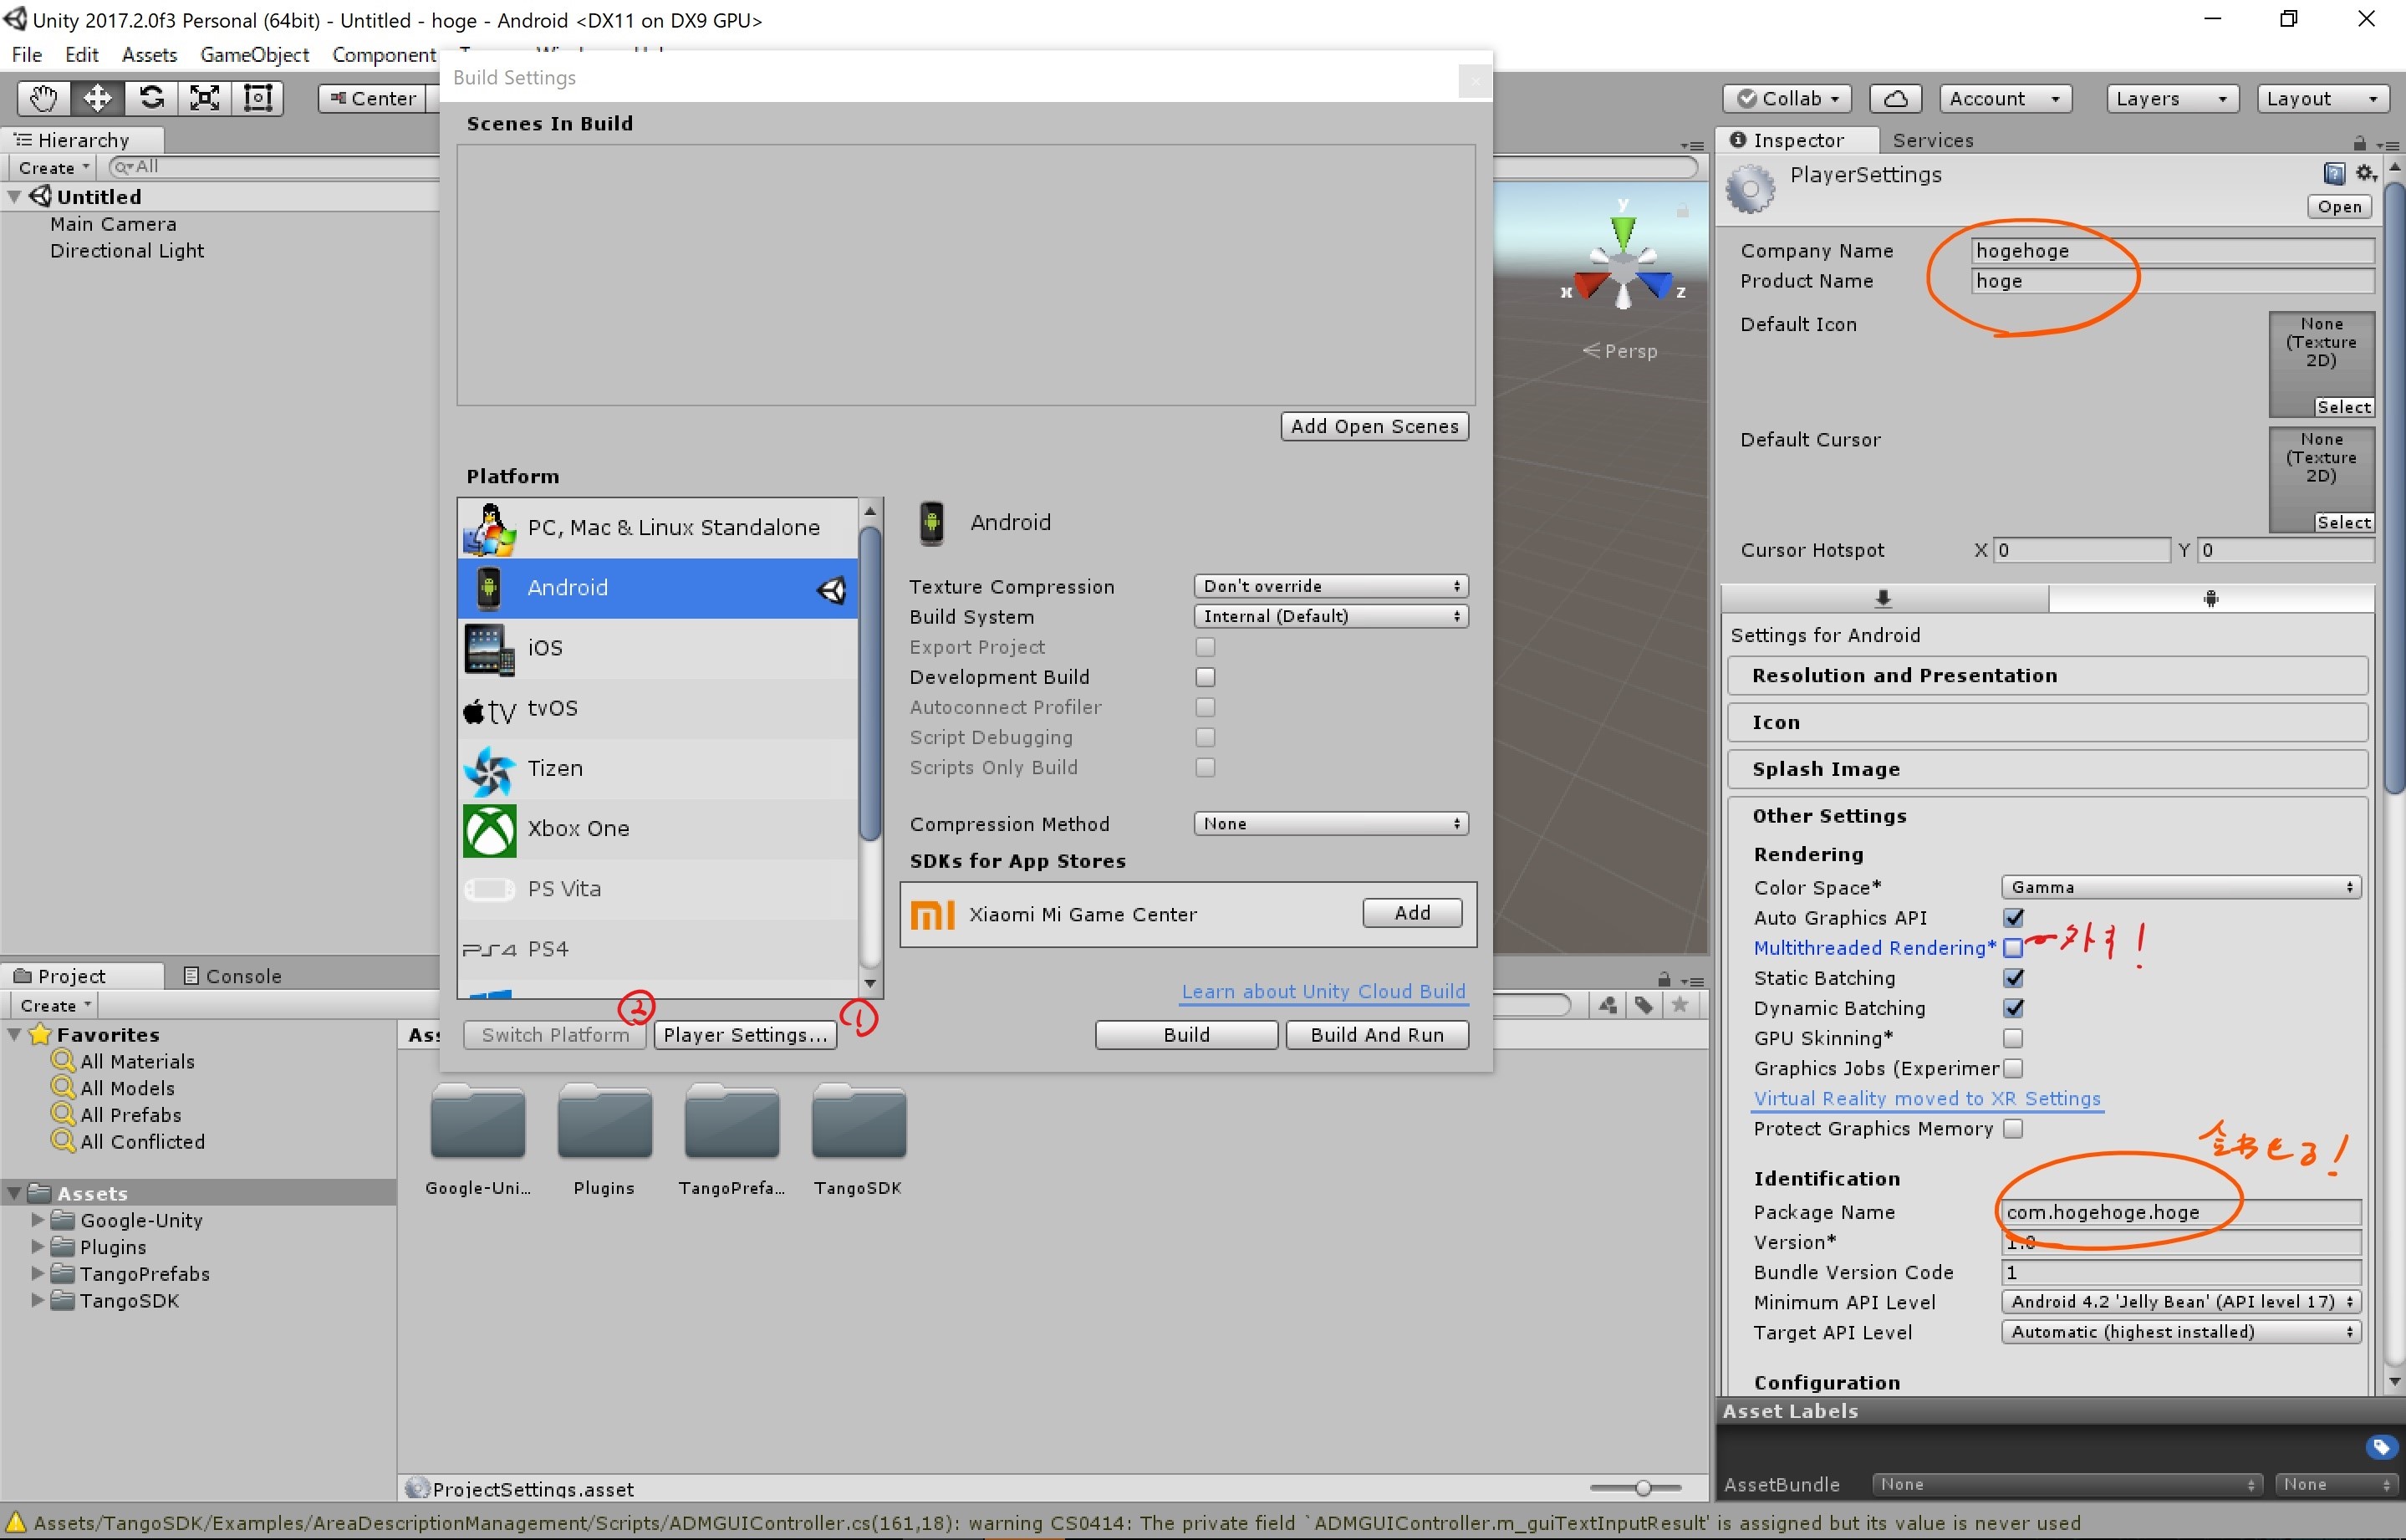 Unity 2017.2.0f3 Personal (64bit) - Untitled - hoge - Android <DX11 on DX9 GPU>
File Edit Assets GameObject Component
Center
Collab
Account
Layers
Layout
Hierarchy
Create
All
Untitled
Main Camera
Directional Light
Build Settings
Scenes In Build
Add Open Scenes
Platform
PC, Mac & Linux Standalone
Android
iOS
tv tvOS
Tizen
Xbox One
PS Vita
PS4 PS4
Switch Platform
②
Player Settings...
①
Android
Texture Compression Don't override
Build System Internal (Default)
Export Project
Development Build
Autoconnect Profiler
Script Debugging
Scripts Only Build
Compression Method None
SDKs for App Stores
MI Xiaomi Mi Game Center Add
Learn about Unity Cloud Build
Build
Build And Run
y
x
z
Persp
Inspector Services
PlayerSettings
Open
Company Name hogehoge
Product Name hoge
Default Icon
None
(Texture
2D)
Select
Default Cursor
None
(Texture
2D)
Select
Cursor Hotspot X 0 Y 0
Settings for Android
Resolution and Presentation
Icon
Splash Image
Other Settings
Rendering
Color Space* Gamma
Auto Graphics API
Multithreaded Rendering* 外す!
Static Batching
Dynamic Batching
GPU Skinning*
Graphics Jobs (Experimer
Virtual Reality moved to XR Settings
Protect Graphics Memory
Identification
Package Name com.hogehoge.hoge
Version* 1.0
Bundle Version Code 1
Minimum API Level Android 4.2 'Jelly Bean' (API level 17)
Target API Level Automatic (highest installed)
Configuration
Asset Labels
AssetBundle None None
Project Console
Create
Favorites
All Materials
All Models
All Prefabs
All Conflicted
Assets
Google-Unity
Plugins
TangoPrefabs
TangoSDK
Ass
Google-Uni...
Plugins
TangoPrefa...
TangoSDK
ProjectSettings.asset
Assets/TangoSDK/Examples/AreaDescriptionManagement/Scripts/ADMGUIController.cs(161,18): warning CS0414: The private field `ADMGUIController.m_guiTextInputResult' is assigned but its value is never used